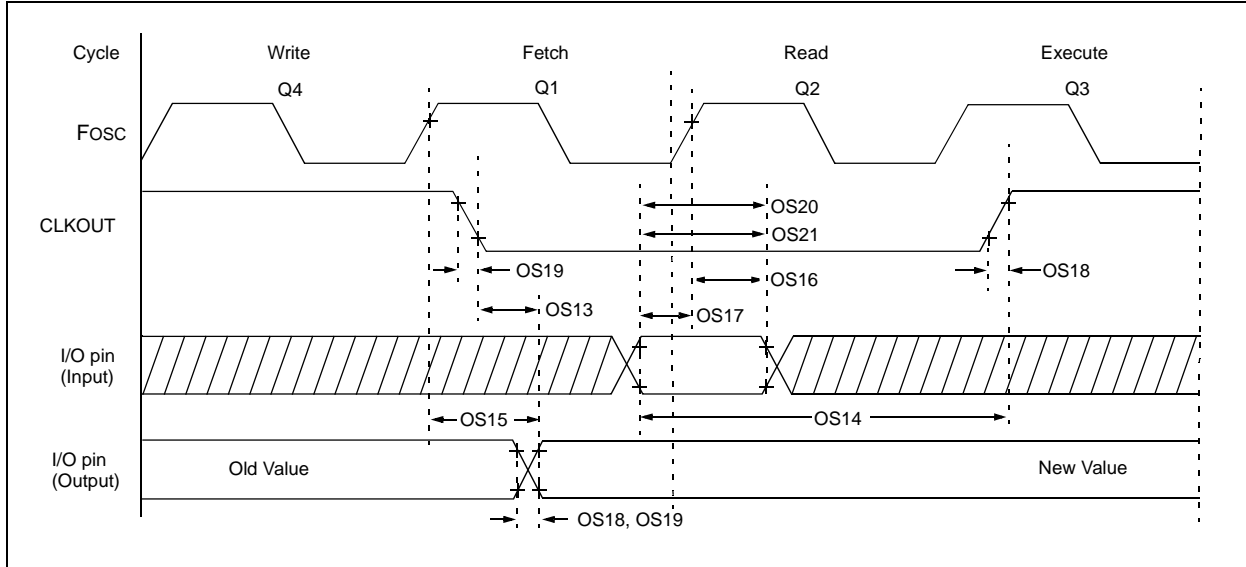 Cycle Write Fetch Read Execute
Q4 Q1 Q2 Q3
FOSC
CLKOUT
OS20
OS21
OS19 OS16 OS18
OS13 OS17
I/O pin
(Input)
OS15 OS14
I/O pin
(Output)
Old Value New Value
OS18, OS19